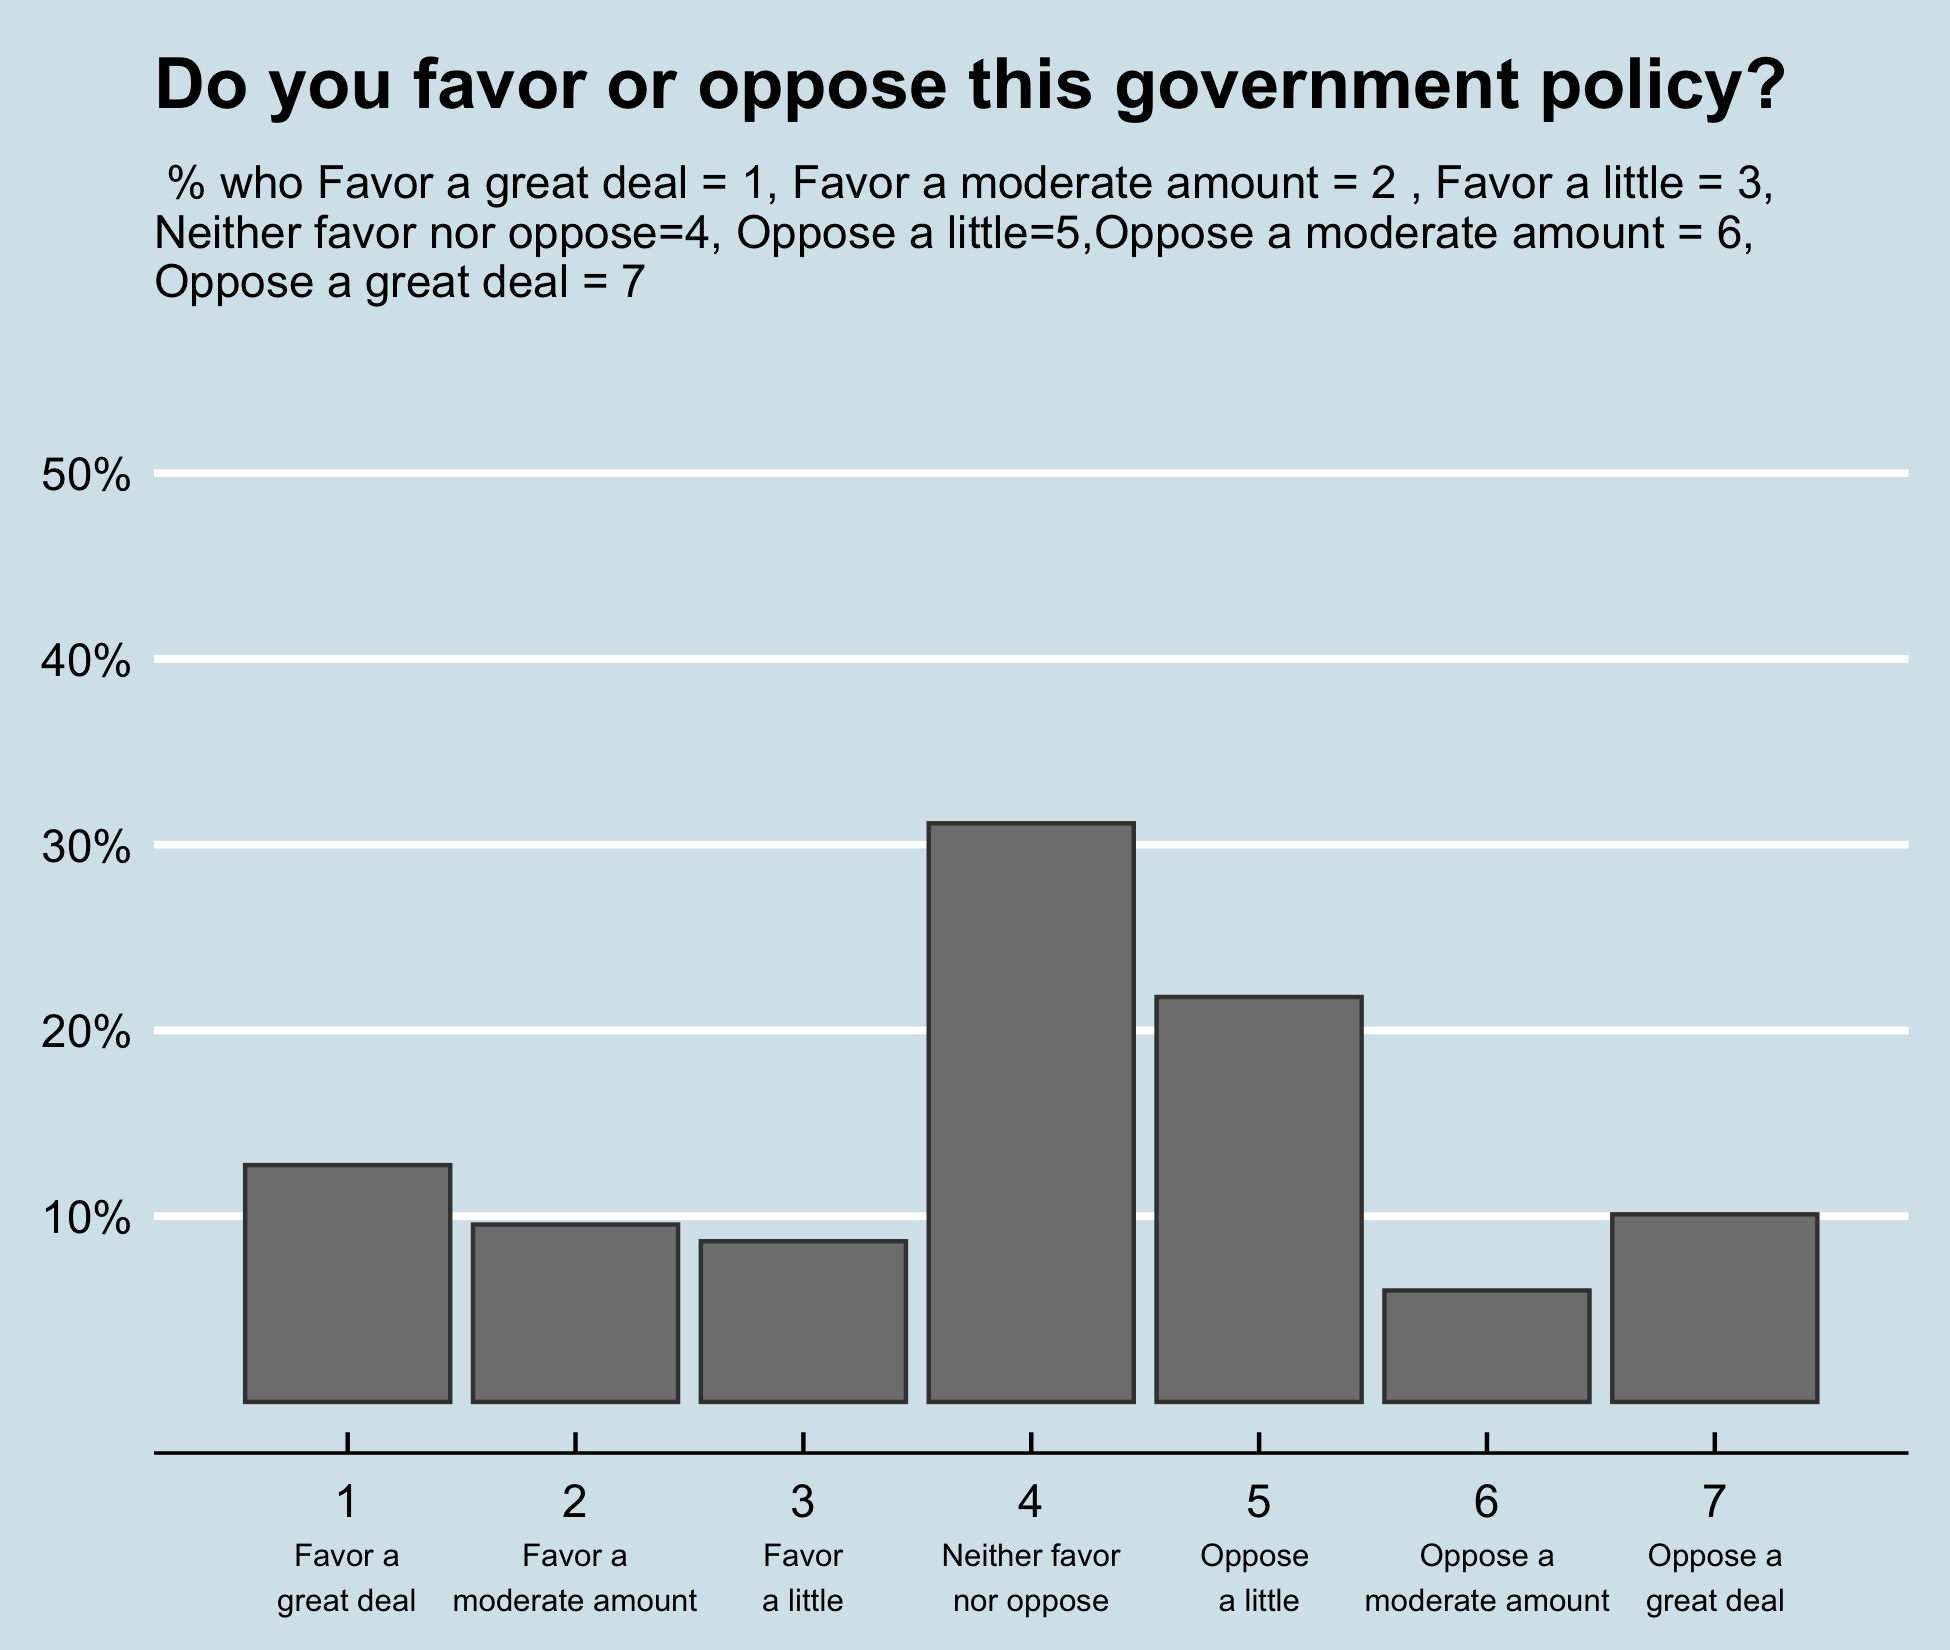 Do you favor or oppose this government policy?
% who Favor a great deal = 1, Favor a moderate amount = 2 , Favor a little = 3,
Neither favor nor oppose=4, Oppose a little=5,Oppose a moderate amount = 6,
Oppose a great deal = 7
50%
40%
30%
20%
10%
1 2 3 4 5 6 7
Favor a Favor a Favor Neither favor Oppose Oppose a Oppose a
great deal moderate amount a little nor oppose a little moderate amount great deal